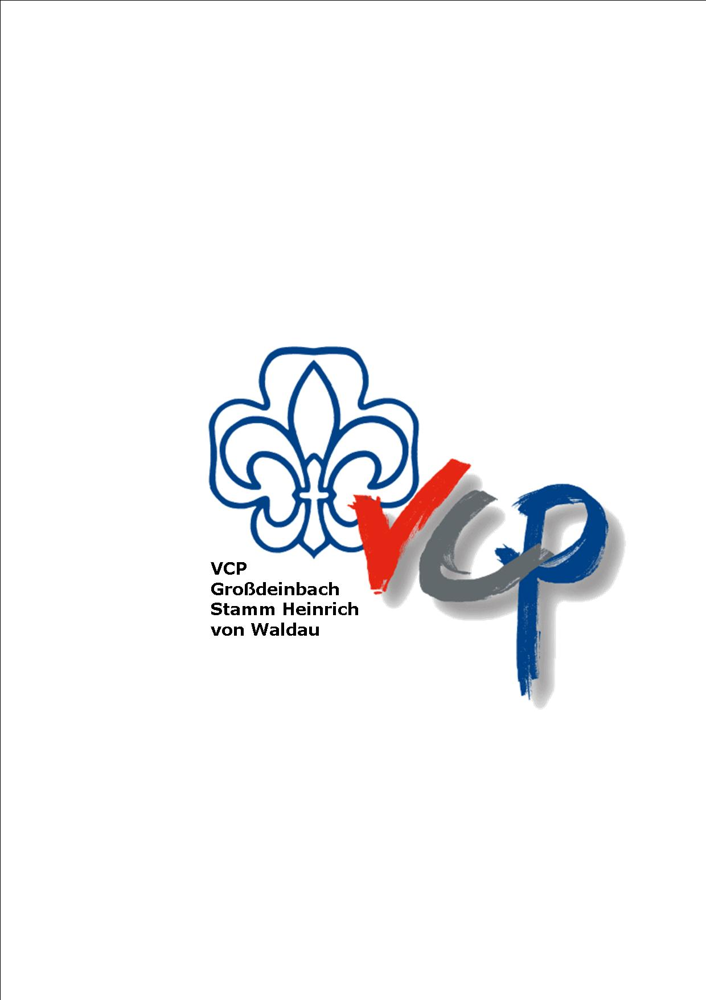 VCP
VCP
Großdeinbach
Stamm Heinrich
von Waldau